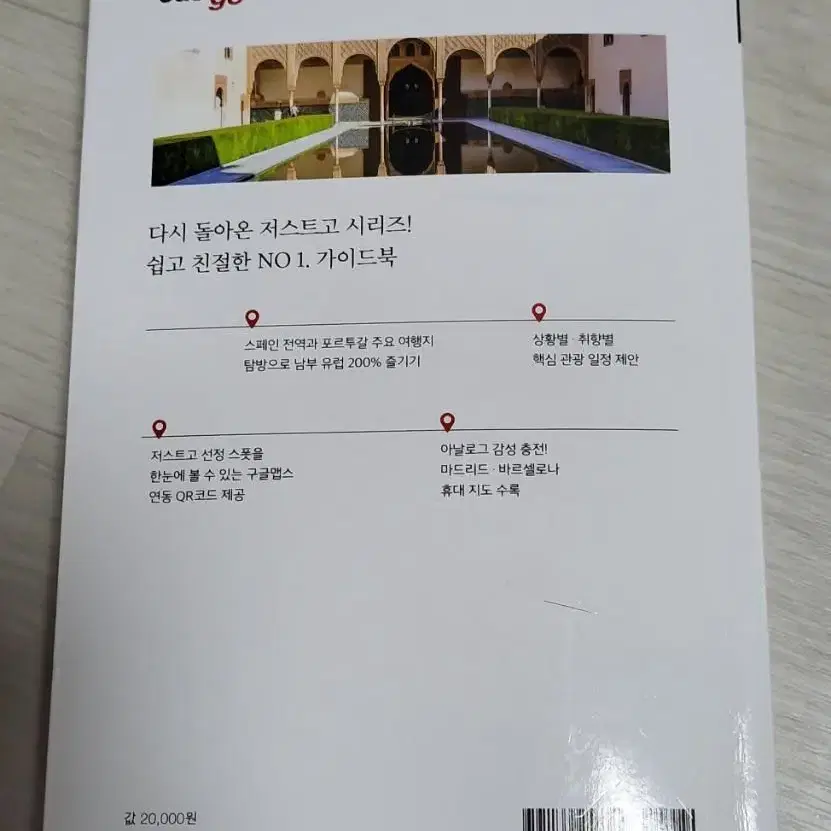 go
다시 돌아온 저스트고 시리즈!
쉽고 친절한 NO 1. 가이드북
스페인 전역과 포르투갈 주요 여행지
탐방으로 남부 유럽 200% 즐기기
상황별·취향별
핵심 관광 일정 제안
저스트고 선정 스폿을
한눈에 볼 수 있는 구글맵스
연동 QR코드 제공
아날로그 감성 충전!
마드리드·바르셀로나
휴대 지도 수록
값 20,000원